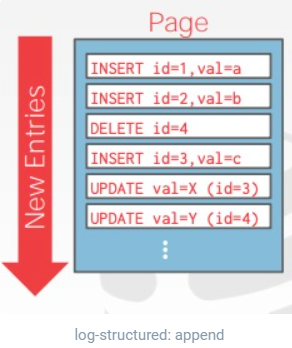 Page
New Entries
INSERT id=1,val=a
INSERT id=2,val=b
DELETE id=4
INSERT id=3,val=c
UPDATE val=X (id=3)
UPDATE val=Y (id=4)
⋮
log-structured: append